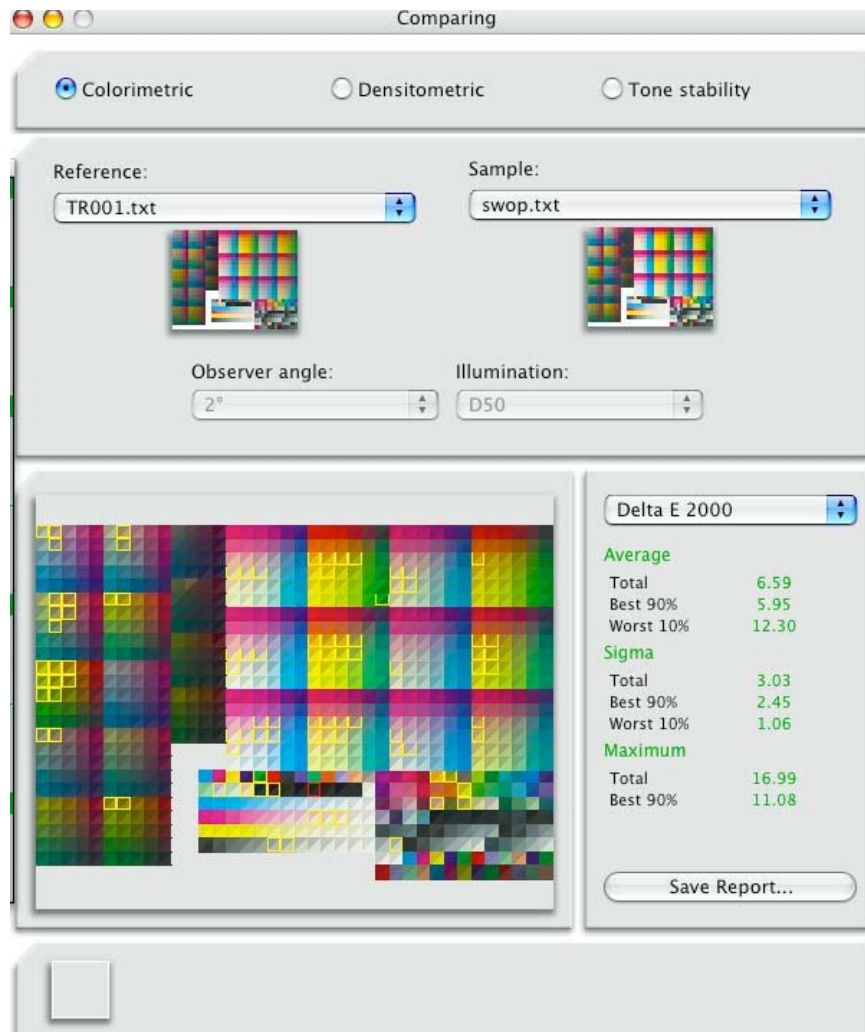 Comparing
Colorimetric Densitometric Tone stability
Reference: Sample:
TR001.txt swop.txt
Observer angle: Illumination:
2° D50
Delta E 2000
Average
Total 6.59
Best 90% 5.95
Worst 10% 12.30
Sigma
Total 3.03
Best 90% 2.45
Worst 10% 1.06
Maximum
Total 16.99
Best 90% 11.08
Save Report...